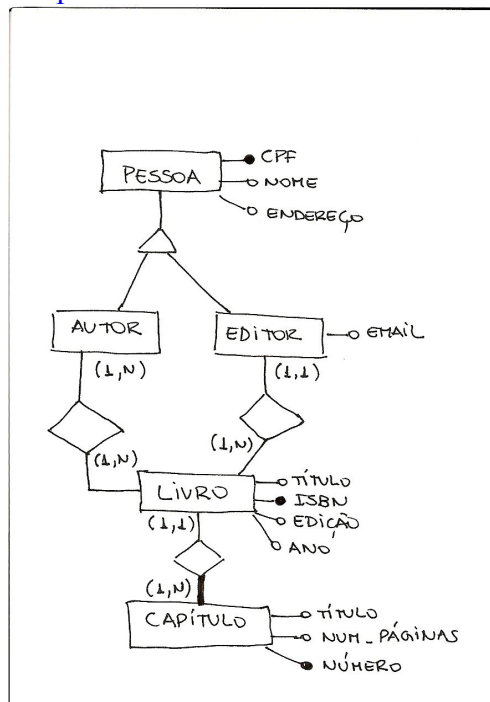 CPF
PESSOA
NOME
ENDEREÇO
AUTOR
EDITOR
EMAIL
(1,N)
(1,1)
(1,N)
(1,N)
TÍTULO
LIVRO
ISBN
(1,1)
EDIÇÃO
ANO
(1,N)
CAPÍTULO
TÍTULO
NUM_PÁGINAS
NÚMERO